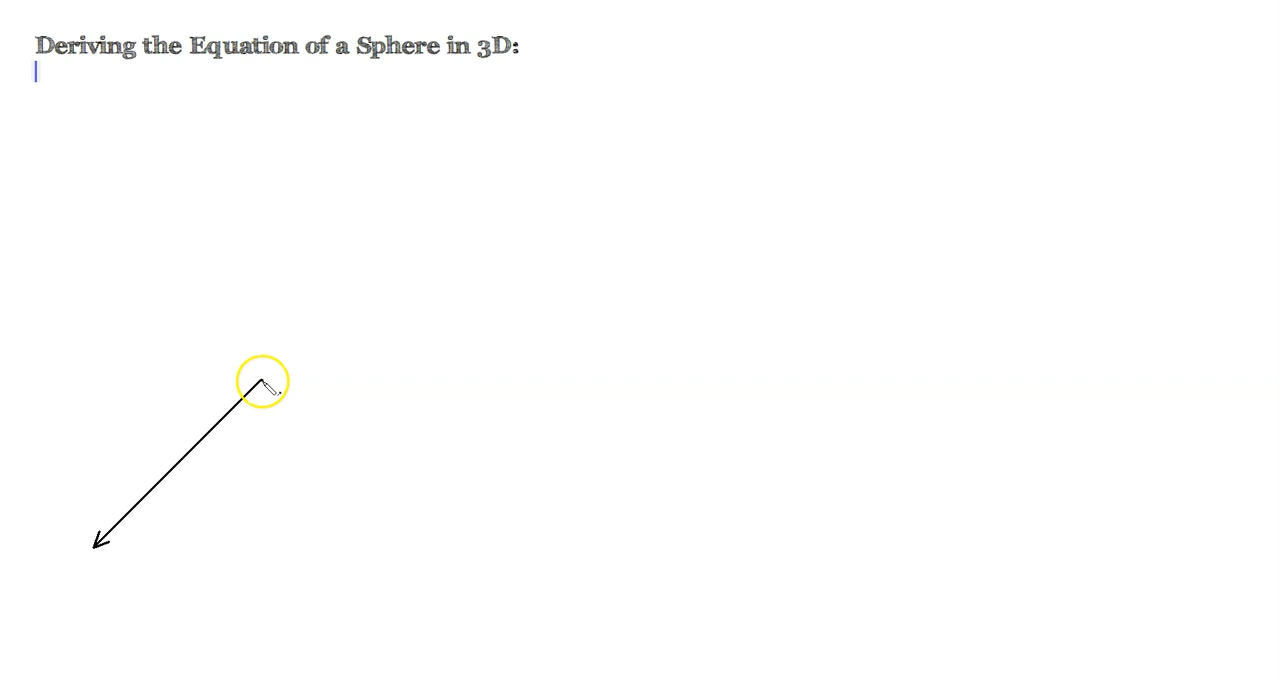 Deriving the Equation of a Sphere in 3D: